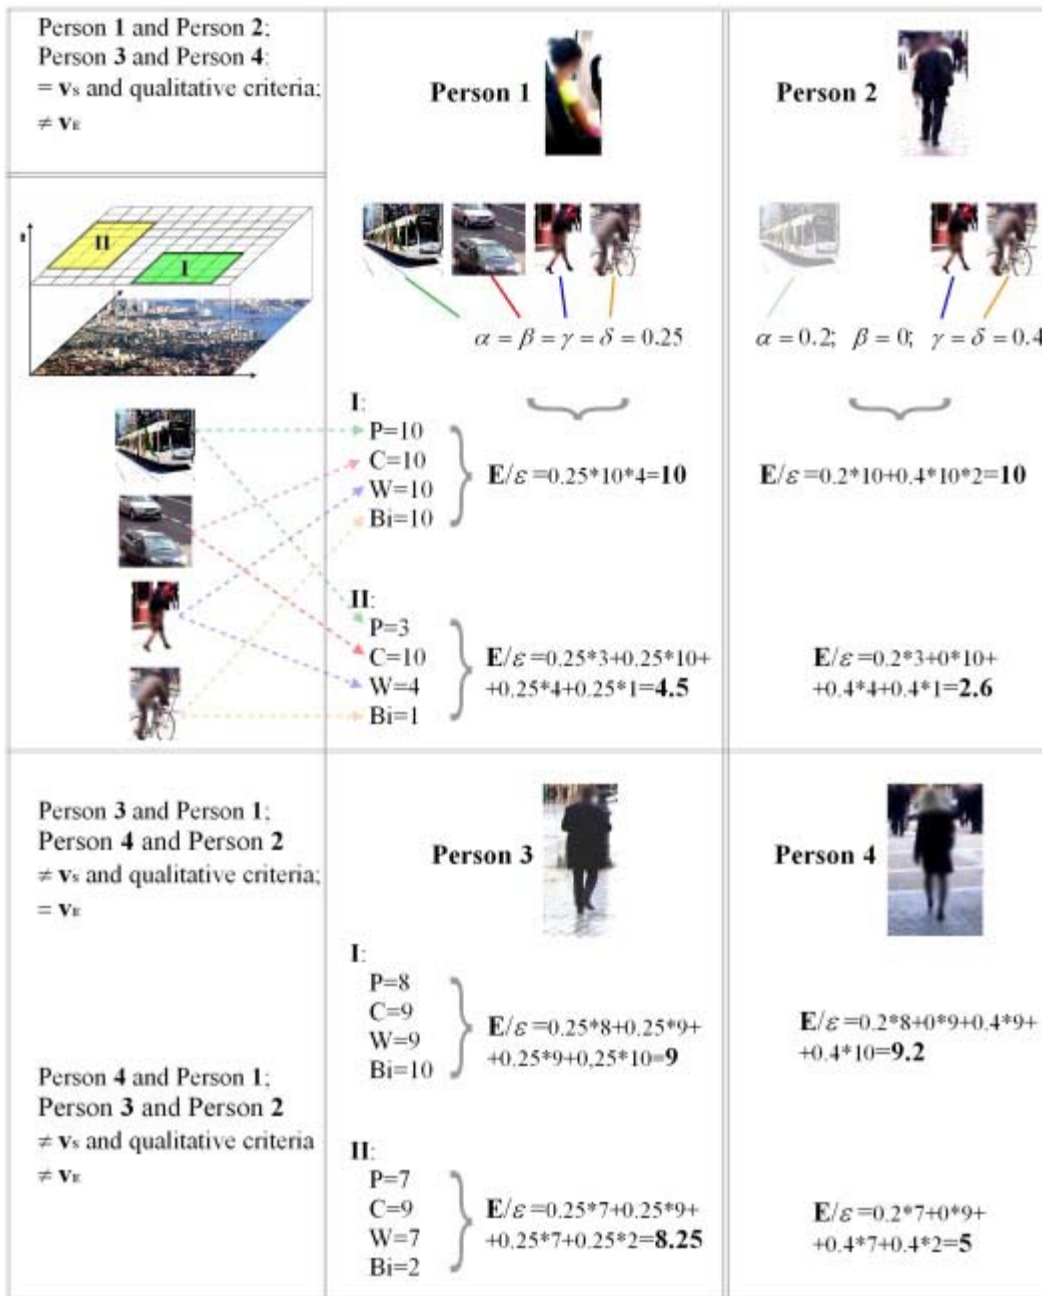 Person 1 and Person 2;
Person 3 and Person 4:
= vs and qualitative criteria;
≠ vE
Person 1
Person 2
II
I
α = β = γ = δ = 0.25
α = 0.2; β = 0; γ = δ = 0.4
I:
P=10
C=10
W=10
Bi=10
E/ε=0.25*10*4=10
E/ε=0.2*10+0.4*10*2=10
II:
P=3
C=10
W=4
Bi=1
E/ε=0.25*3+0.25*10+
+0.25*4+0.25*1=4.5
E/ε=0.2*3+0*10+
+0.4*4+0.4*1=2.6
Person 3 and Person 1;
Person 4 and Person 2
≠ vs and qualitative criteria;
= vE
Person 3
Person 4
I:
P=8
C=9
W=9
Bi=10
E/ε=0.25*8+0.25*9+
+0.25*9+0,25*10=9
E/ε=0.2*8+0*9+0.4*9+
+0.4*10=9.2
Person 4 and Person 1;
Person 3 and Person 2
≠ vs and qualitative criteria
≠ vE
II:
P=7
C=9
W=7
Bi=2
E/ε=0.25*7+0.25*9+
+0.25*7+0.25*2=8.25
E/ε=0.2*7+0*9+
+0.4*7+0.4*2=5